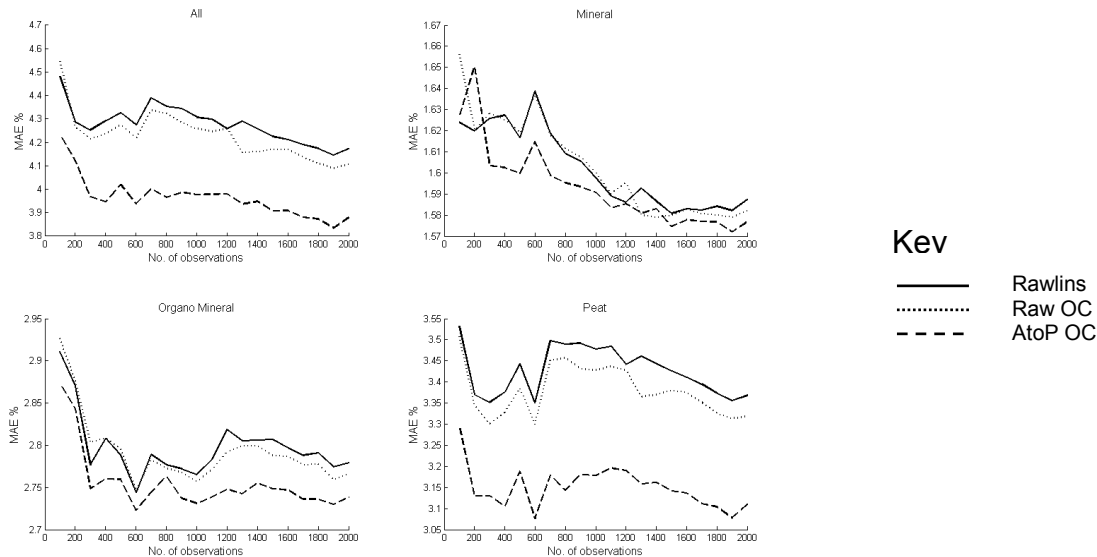 All
4.7
4.6
4.5
4.4
4.3
4.2
4.1
4
3.9
3.8
MAE %
0 200 400 600 800 1000 1200 1400 1600 1800 2000
No. of observations
Mineral
1.67
1.66
1.65
1.64
1.63
1.62
1.61
1.6
1.59
1.58
1.57
MAE %
0 200 400 600 800 1000 1200 1400 1600 1800 2000
No. of observations
Organo Mineral
2.95
2.9
2.85
2.8
2.75
2.7
MAE %
0 200 400 600 800 1000 1200 1400 1600 1800 2000
No. of observations
Peat
3.55
3.5
3.45
3.4
3.35
3.3
3.25
3.2
3.15
3.1
3.05
MAE %
0 200 400 600 800 1000 1200 1400 1600 1800 2000
No. of observations
Kev
Rawlins
Raw OC
AtoP OC